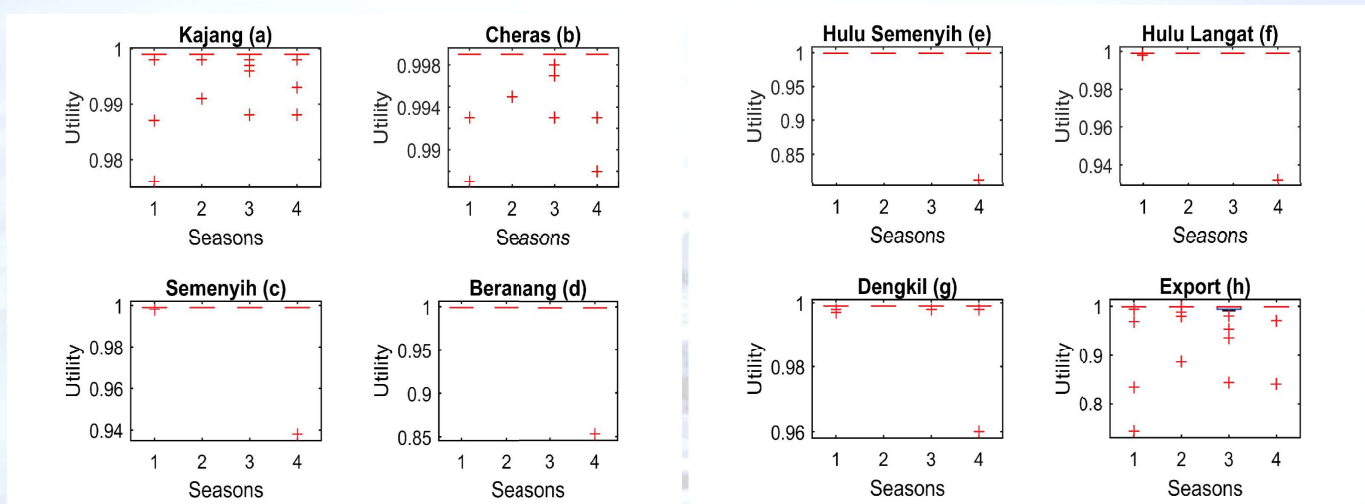 Kajang (a)
1
0.99
0.98
Utility
1 2 3 4
Seasons
Cheras (b)
0.998
0.994
0.99
Utility
1 2 3 4
Seasons
Hulu Semenyih (e)
1
0.95
0.9
0.85
Utility
1 2 3 4
Seasons
Hulu Langat (f)
1
0.98
0.96
0.94
Utility
1 2 3 4
Seasons
Semenyih (c)
1
0.98
0.96
0.94
Utility
1 2 3 4
Seasons
Beranang (d)
1
0.95
0.9
0.85
Utility
1 2 3 4
Seasons
Dengkil (g)
1
0.98
0.96
Utility
1 2 3 4
Seasons
Export (h)
1
0.9
0.8
Utility
1 2 3 4
Seasons